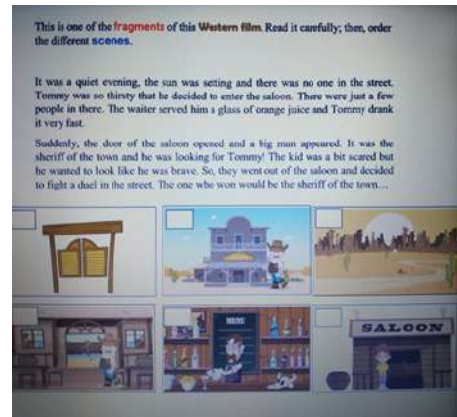 This is one of the fragments of this Western film. Read it carefully; then, order
the different scenes.
It was a quiet evening, the sun was setting and there was no one in the street.
Tommy was so thirsty that he decided to enter the saloon. There were just a few
people in there. The waiter served him a glass of orange juice and Tommy drank
it very fast.
Suddenly, the door of the saloon opened and a big man appeared. It was the
sheriff of the town and he was looking for Tommy! The kid was a bit scared but
he wanted to look like he was brave. So, they went out of the saloon and decided
to fight a duel in the street. The one who won would be the sheriff of the town…
MENU
SALOON